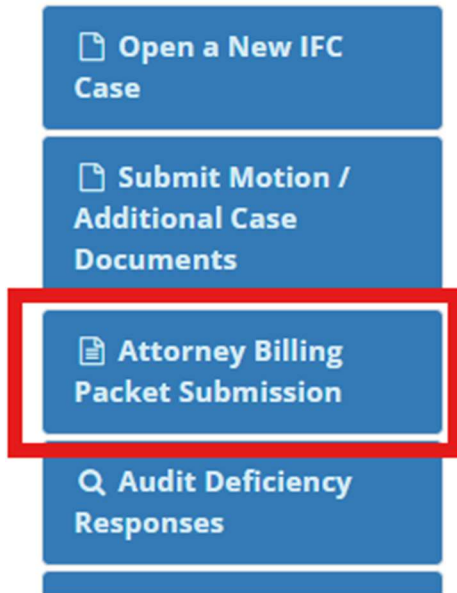 Open a New IFC
Case
Submit Motion /
Additional Case
Documents
Attorney Billing
Packet Submission
Audit Deficiency
Responses